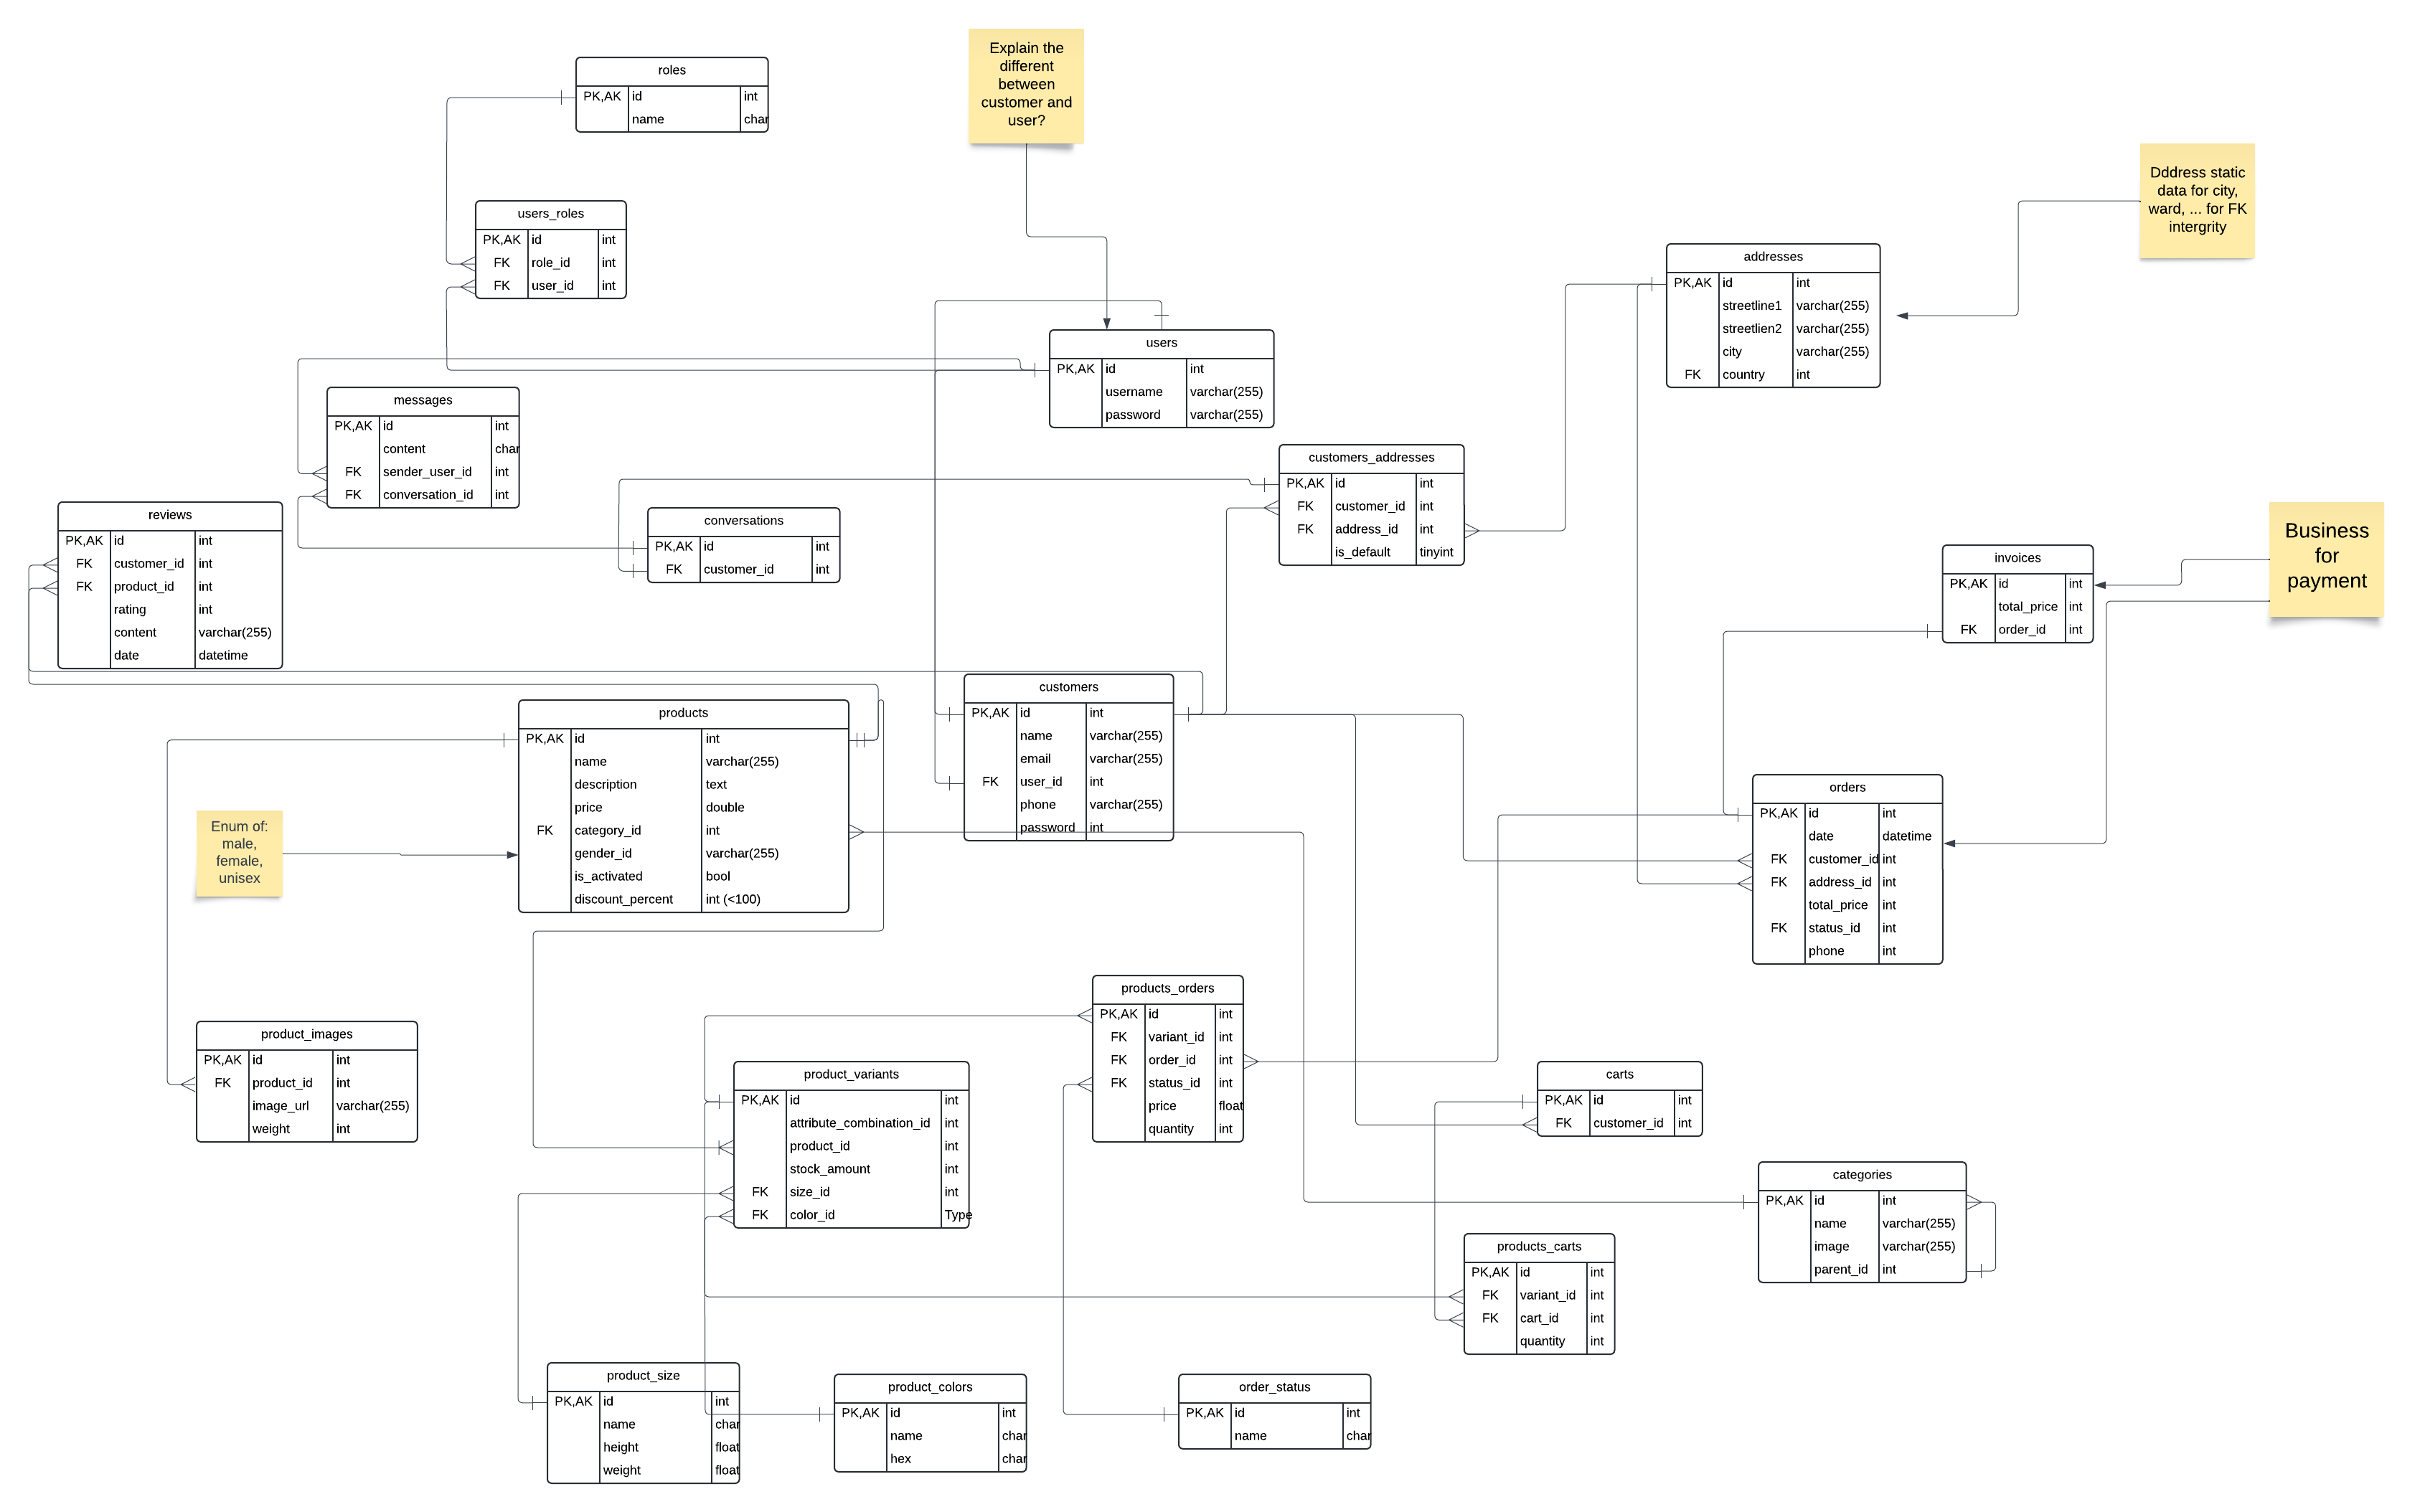 Explain the
different
between
customer and
user?
roles
PK,AK id int
name char
Dddress static
data for city,
ward, ... for FK
intergrity
users_roles
PK,AK id int
FK role_id int
FK user_id int
addresses
PK,AK id int
streetline1 varchar(255)
streetlien2 varchar(255)
city varchar(255)
FK country int
users
PK,AK id int
username varchar(255)
password varchar(255)
messages
PK,AK id int
content char
FK sender_user_id int
FK conversation_id int
customers_addresses
PK,AK id int
FK customer_id int
FK address_id int
is_default tinyint
reviews
PK,AK id int
FK customer_id int
FK product_id int
rating int
content varchar(255)
date datetime
conversations
PK,AK id int
FK customer_id int
Business
for
payment
invoices
PK,AK id int
total_price int
FK order_id int
customers
PK,AK id int
name varchar(255)
email varchar(255)
FK user_id int
phone varchar(255)
password int
products
PK,AK id int
name varchar(255)
description text
price double
FK category_id int
gender_id varchar(255)
is_activated bool
discount_percent int (<100)
Enum of:
male,
female,
unisex
orders
PK,AK id int
date datetime
FK customer_id int
FK address_id int
total_price int
FK status_id int
phone int
products_orders
PK,AK id int
FK variant_id int
FK order_id int
FK status_id int
price float
quantity int
product_images
PK,AK id int
FK product_id int
image_url varchar(255)
weight int
product_variants
PK,AK id int
attribute_combination_id int
product_id int
stock_amount int
FK size_id int
FK color_id Type
carts
PK,AK id int
FK customer_id int
categories
PK,AK id int
name varchar(255)
image varchar(255)
parent_id int
products_carts
PK,AK id int
FK variant_id int
FK cart_id int
quantity int
product_size
PK,AK id int
name char
height float
weight float
product_colors
PK,AK id int
name char
hex char
order_status
PK,AK id int
name char